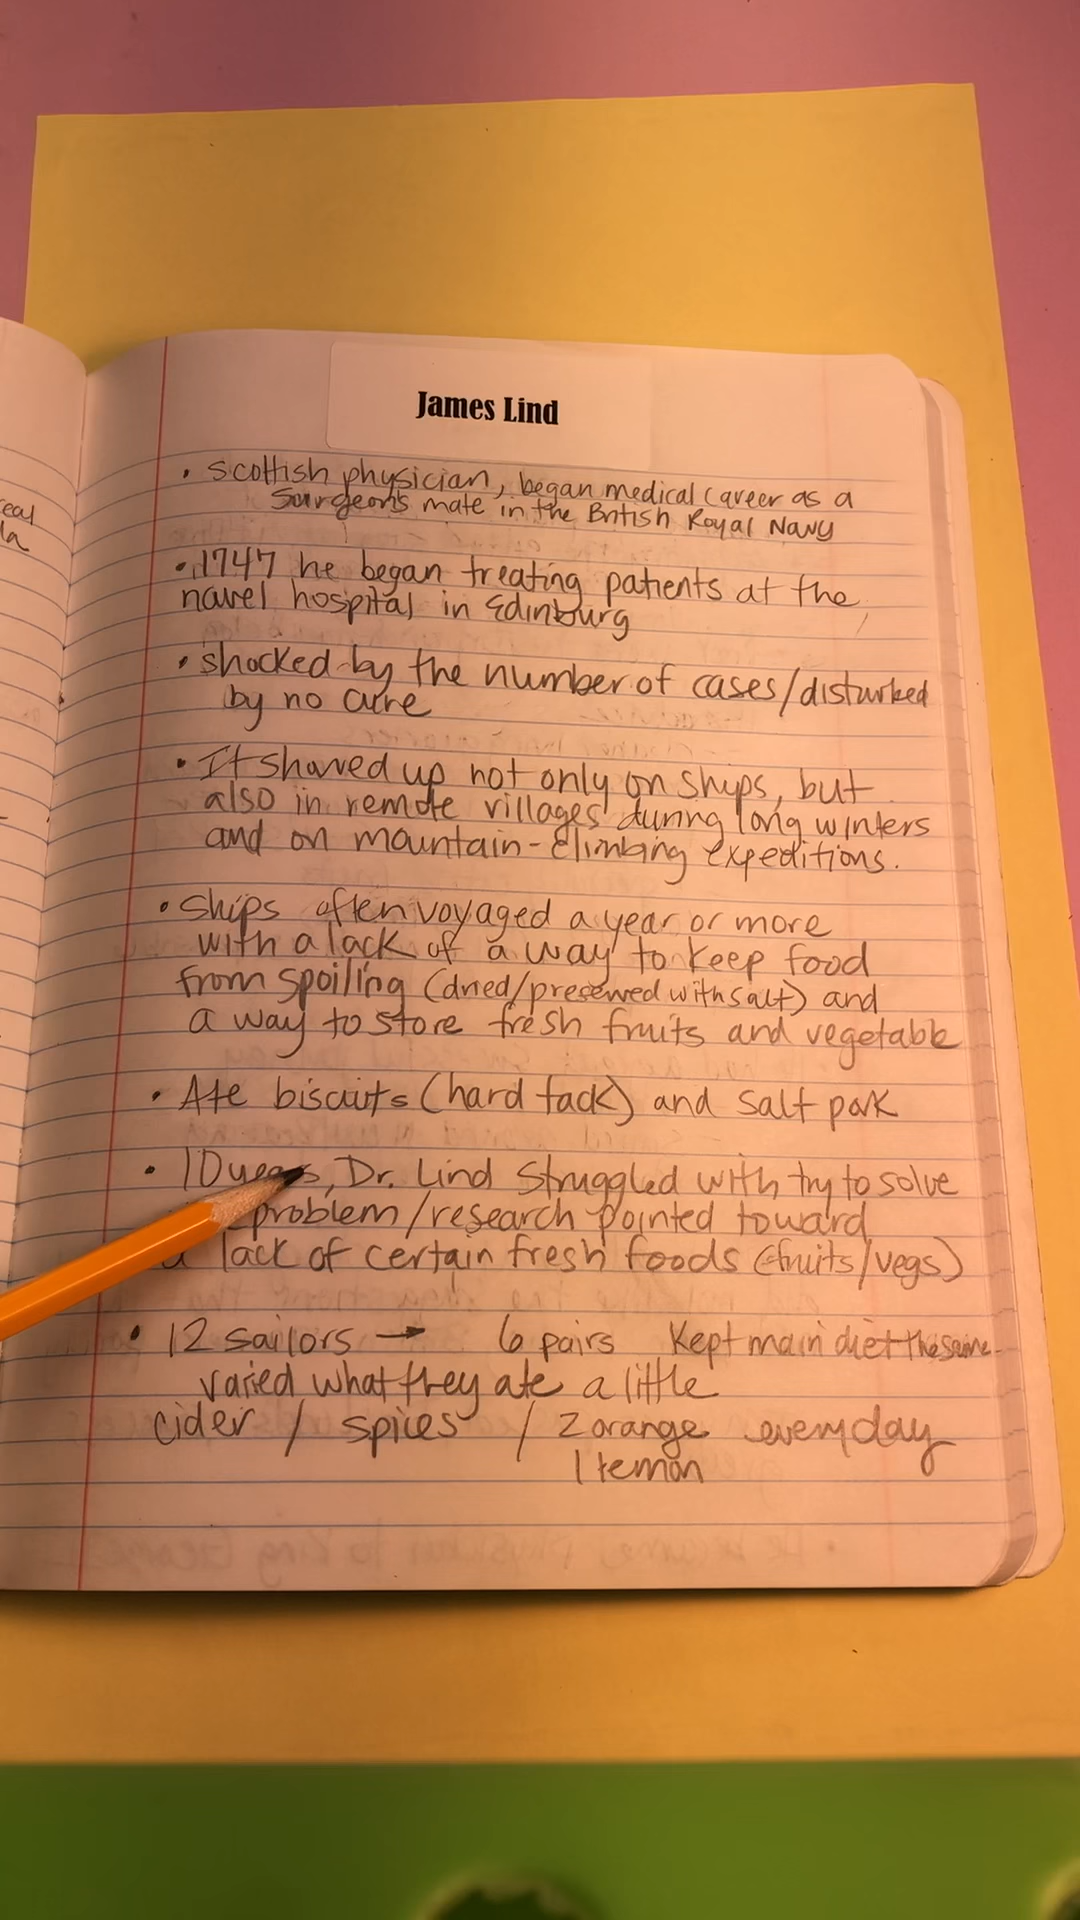 James Lind
• Scottish physician, began medical career as a
Surgeons mate in the British Royal Navy
• 1747 he began treating patients at the
navel hospital in Edinburg
• shocked by the number of cases/disturbed
by no cure
• It showed up not only on ships, but
also in remote villages during long winters
and on mountain-climbing expeditions.
• Ships often voyaged a year or more
with a lack of a way to keep food
from spoiling (dried/preserved with salt) and
a way to store fresh fruits and vegetable
• Ate biscuits (hard tack) and salt pork
• 10 years, Dr. Lind Struggled with try to solve
problem/research pointed toward
a lack of certain fresh foods (fruits/vegs)
• 12 sailors → 6 pairs Kept main diet the same
varied what they ate a little
cider / spices / 2 orange everyday
1 lemon